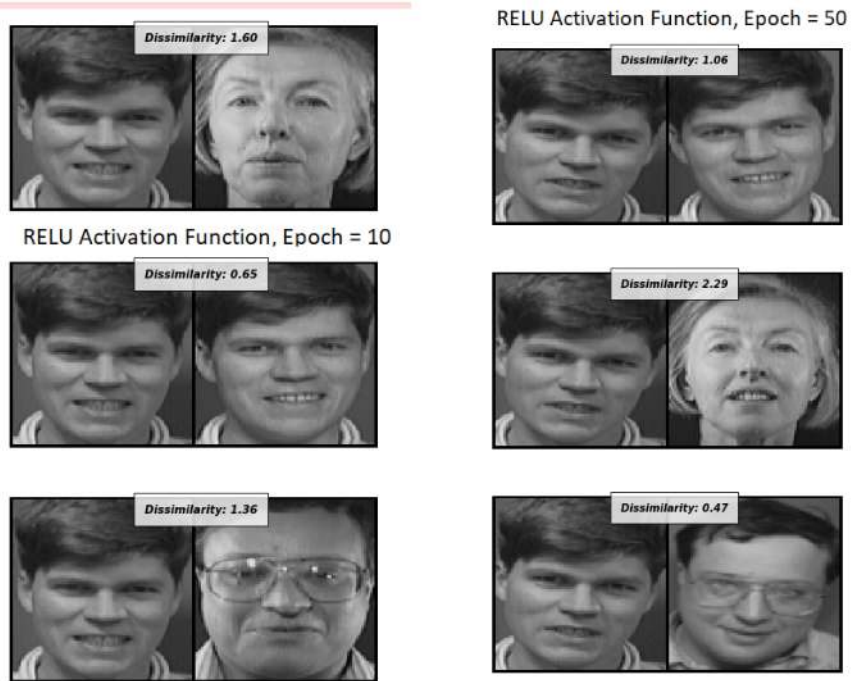 Dissimilarity: 1.60
RELU Activation Function, Epoch = 10
Dissimilarity: 0.65
Dissimilarity: 1.36
RELU Activation Function, Epoch = 50
Dissimilarity: 1.06
Dissimilarity: 2.29
Dissimilarity: 0.47